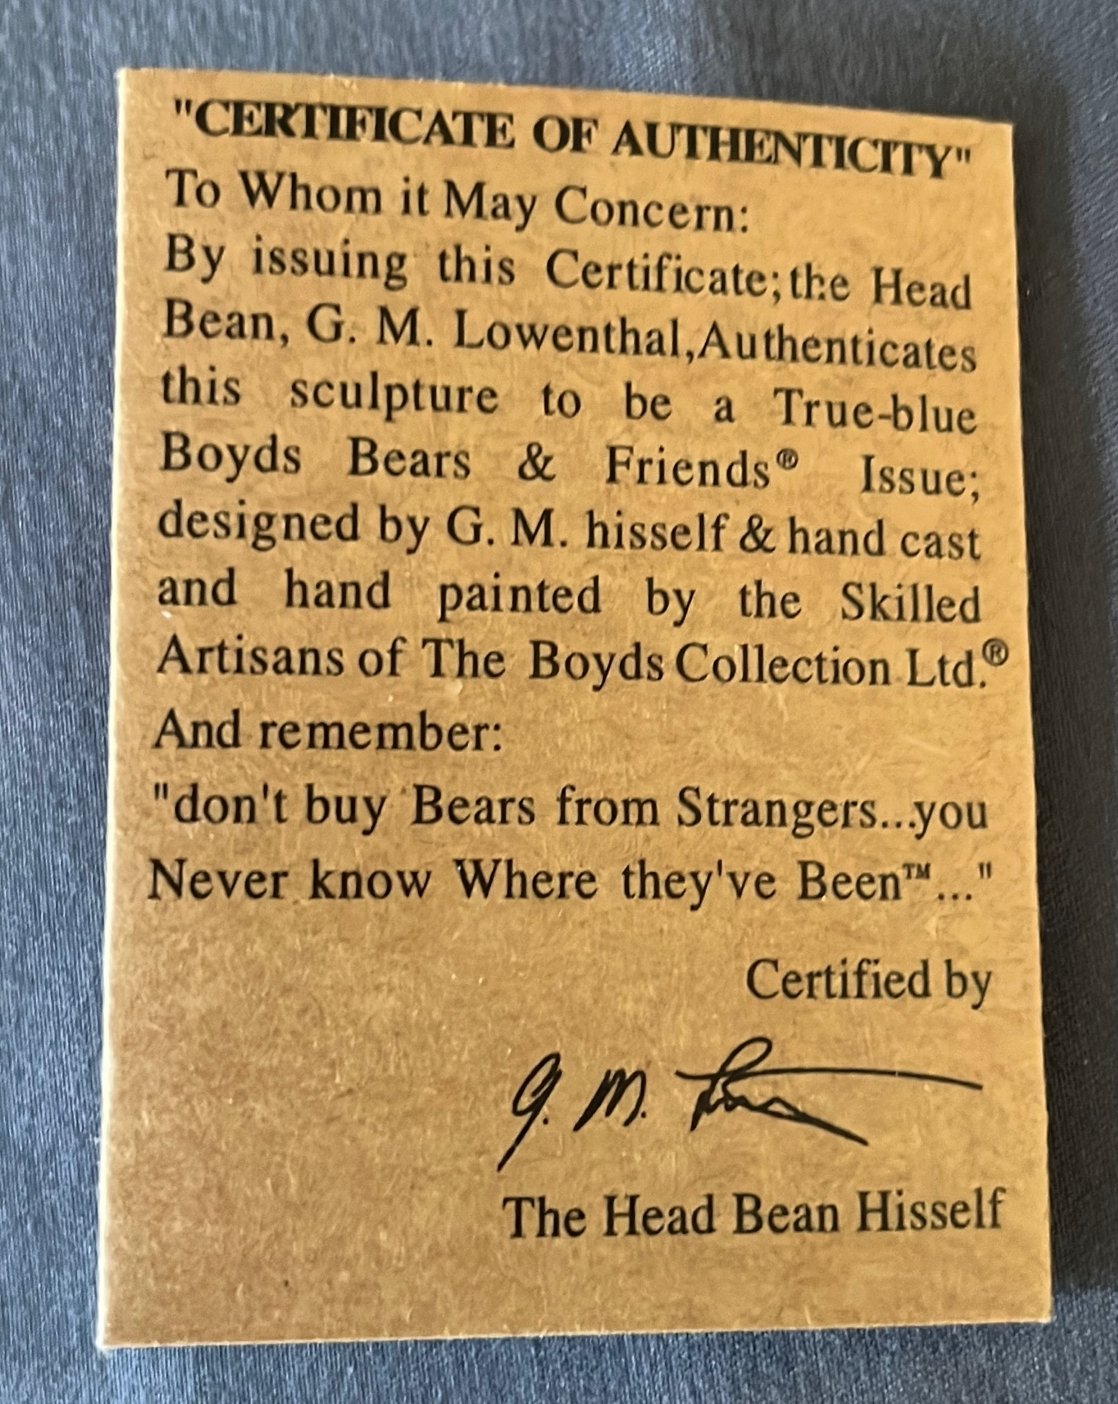 "CERTIFICATE OF AUTHENTICITY"
To Whom it May Concern:
By issuing this Certificate;the Head
Bean, G. M. Lowenthal,Authenticates
this sculpture to be a True-blue
Boyds Bears & Friends® Issue;
designed by G. M. hisself & hand cast
and hand painted by the Skilled
Artisans of The Boyds Collection Ltd.®
And remember:
"don't buy Bears from Strangers...you
Never know Where they've Been™..."
Certified by
G. M.
The Head Bean Hisself